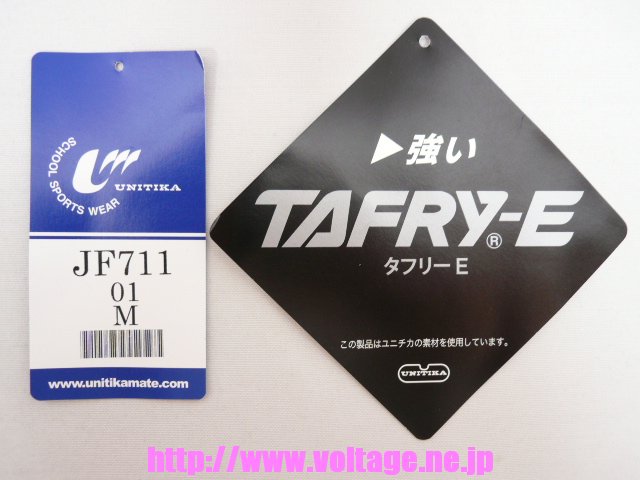 UNITIKA
SCHOOL SPORTS WEAR
JF711
01
M
www.unitikamate.com
▶強い
TAFRY-E®
タフリーE
この製品はユニチカの素材を使用しています。
UNITIKA
http://www.voltage.ne.jp